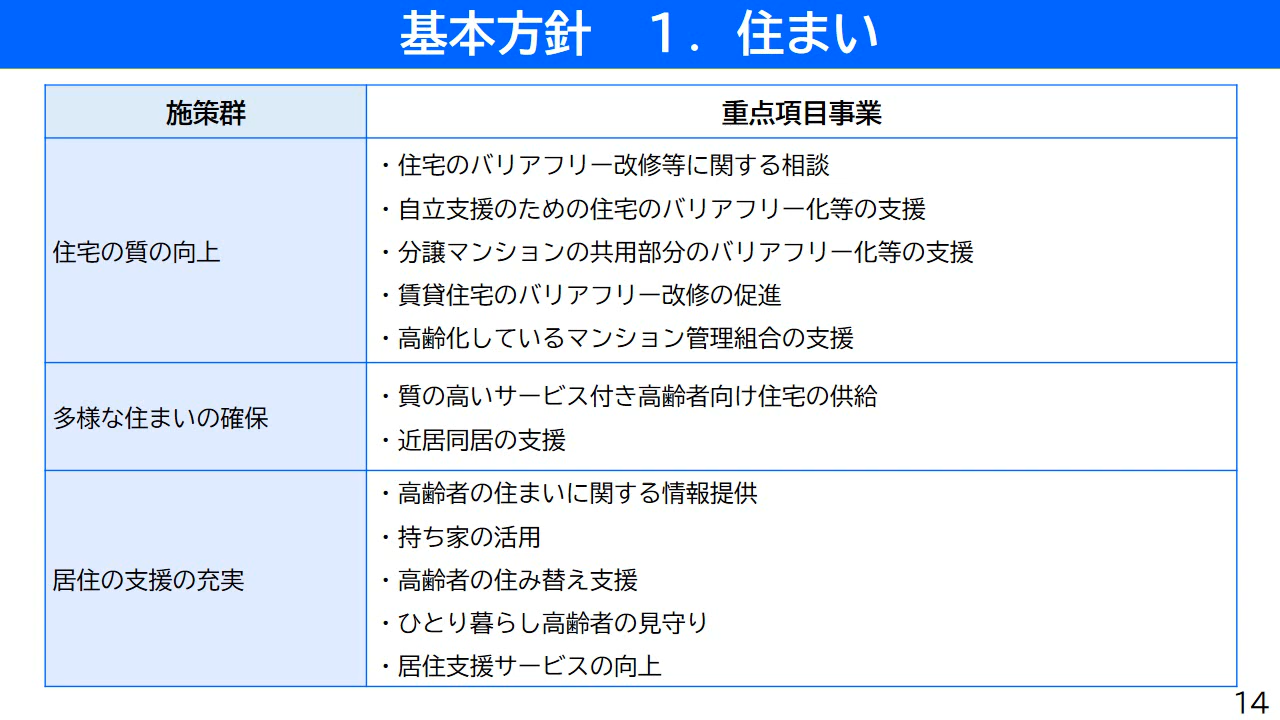 基本方針　１．住まい
施策群
重点項目事業
住宅の質の向上
・住宅のバリアフリー改修等に関する相談
・自立支援のための住宅のバリアフリー化等の支援
・分譲マンションの共用部分のバリアフリー化等の支援
・賃貸住宅のバリアフリー改修の促進
・高齢化しているマンション管理組合の支援
多様な住まいの確保
・質の高いサービス付き高齢者向け住宅の供給
・近居同居の支援
居住の支援の充実
・高齢者の住まいに関する情報提供
・持ち家の活用
・高齢者の住み替え支援
・ひとり暮らし高齢者の見守り
・居住支援サービスの向上
14